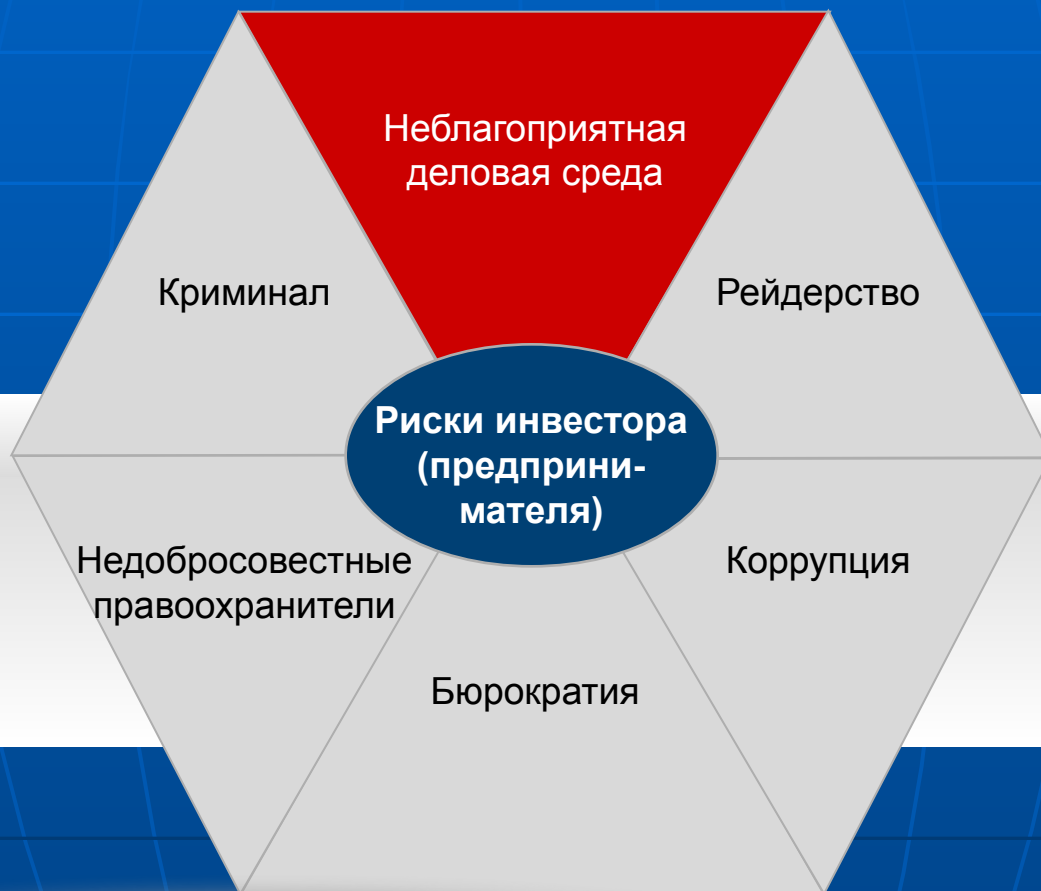 Неблагоприятная
деловая среда
Криминал
Рейдерство
Риски инвестора
(предприни-
мателя)
Недобросовестные
правоохранители
Коррупция
Бюрократия